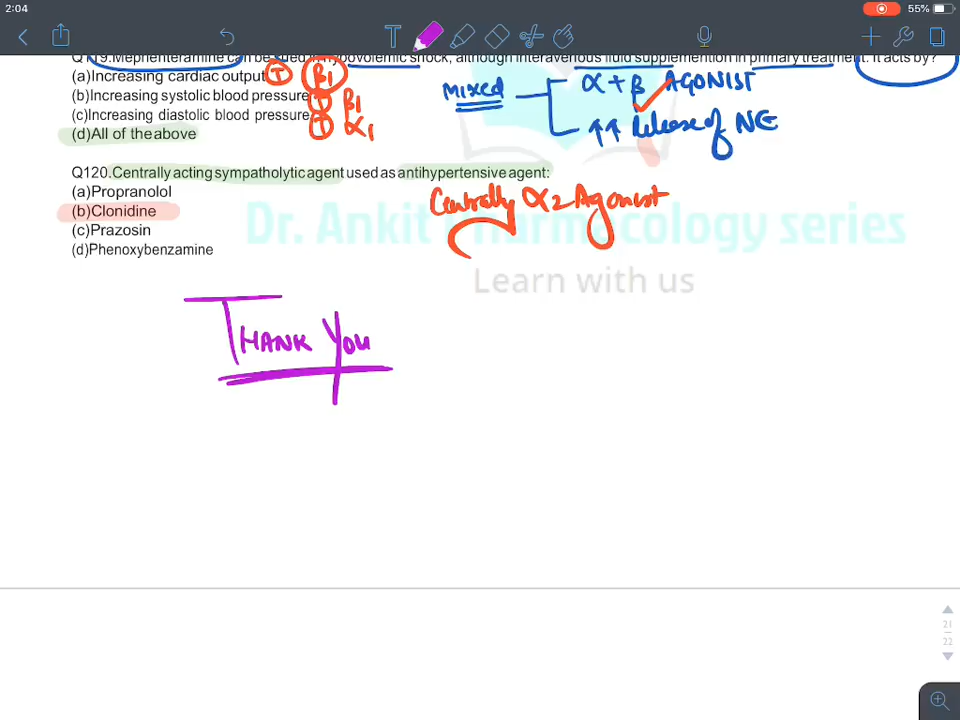 2:04
55%
Q119.Mephenteramine can be used in hypovolemic shock, although interavenous fluid supplemention in primary treatment. It acts by?
(a)Increasing cardiac output + β1
(b)Increasing systolic blood pressure + β1
(c)Increasing diastolic blood pressure + α1
(d)All of the above
Mixed
α + β AGONIST
↑↑ Release of NE
Q120.Centrally acting sympatholytic agent used as antihypertensive agent:
(a)Propranolol
(b)Clonidine
(c)Prazosin
(d)Phenoxybenzamine
Centrally α2 Agonist
Dr. Ankit Pharmacology series
Learn with us
THANK YOU
21
22